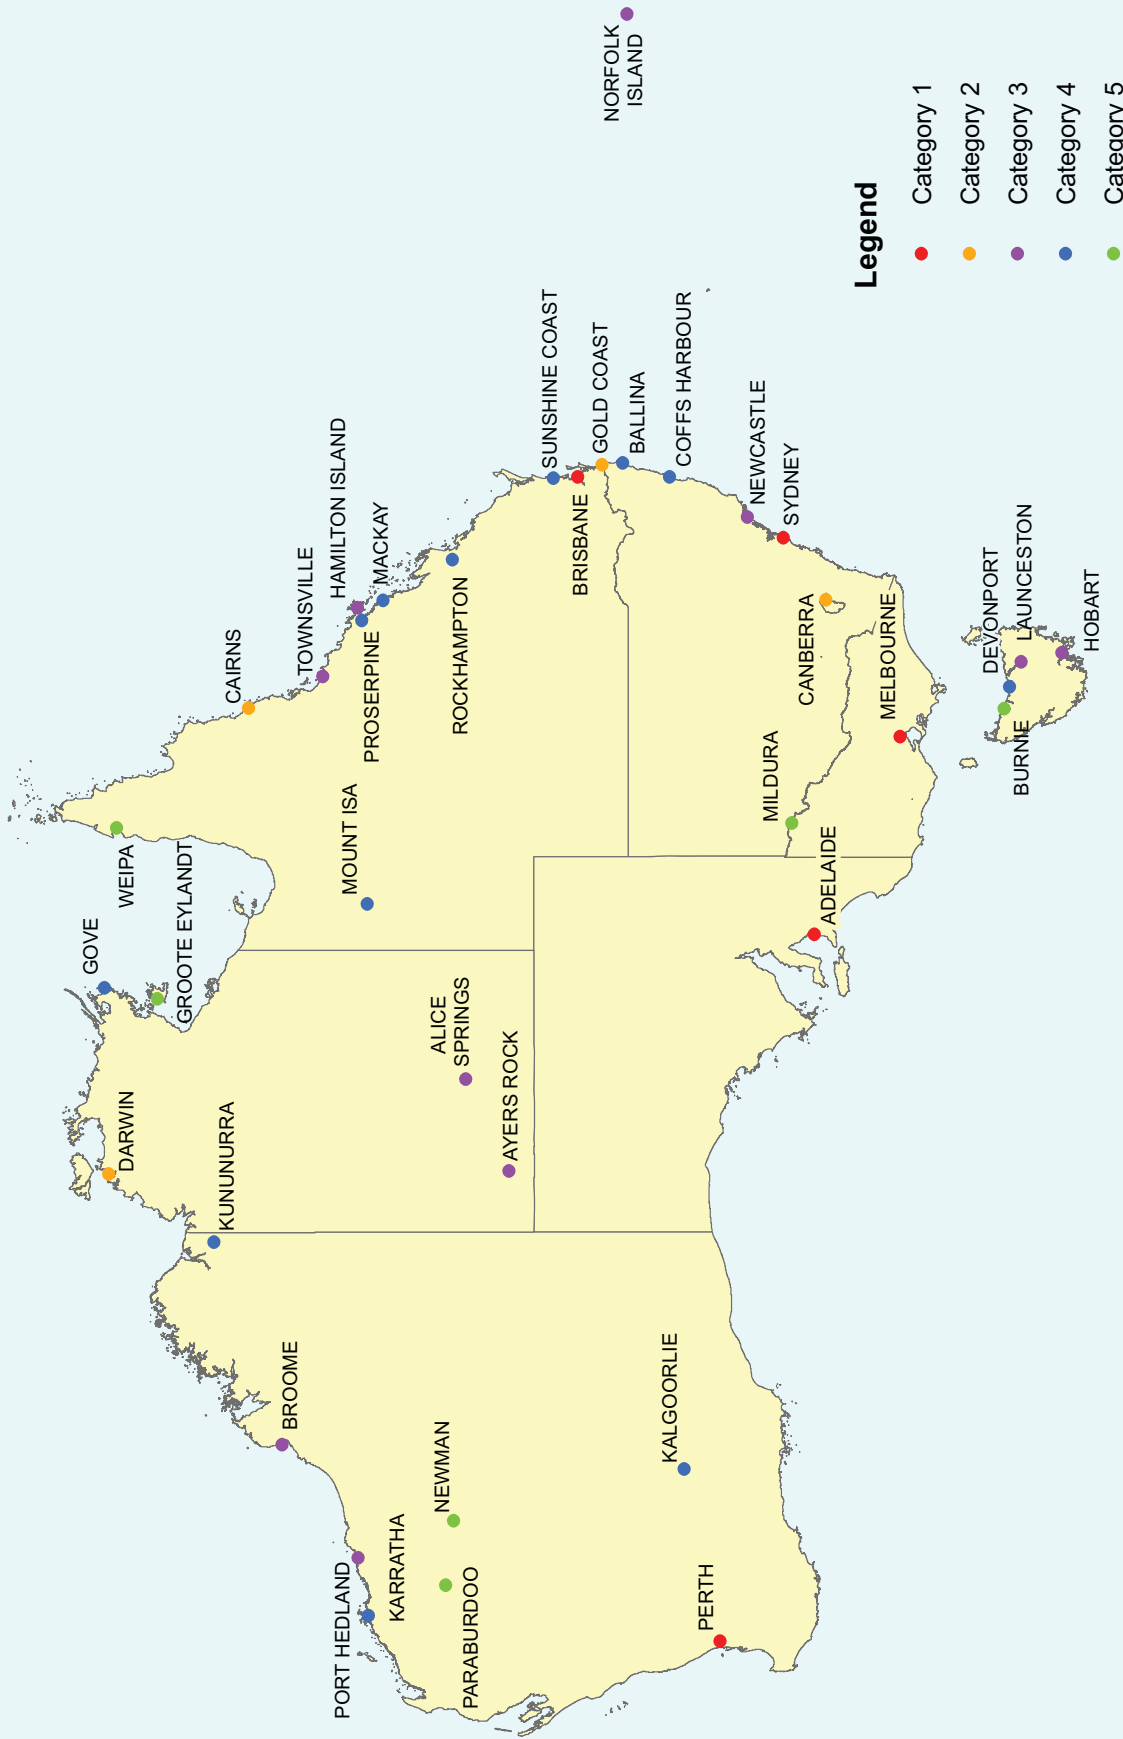 GOVE
DARWIN
WEIPA
GROOTE EYLANDT
KUNUNURRA
CAIRNS
BROOME
TOWNSVILLE
HAMILTON ISLAND
PORT HEDLAND
MOUNT ISA
PROSERPINE
MACKAY
KARRATHA
ALICE
SPRINGS
NEWMAN
ROCKHAMPTON
PARABURDOO
AYERS ROCK
SUNSHINE COAST
BRISBANE
GOLD COAST
NORFOLK
ISLAND
BALLINA
KALGOORLIE
COFFS HARBOUR
PERTH
NEWCASTLE
MILDURA
SYDNEY
CANBERRA
ADELAIDE
MELBOURNE
DEVONPORT
BURNIE
LAUNCESTON
HOBART
Legend
Category 1
Category 2
Category 3
Category 4
Category 5